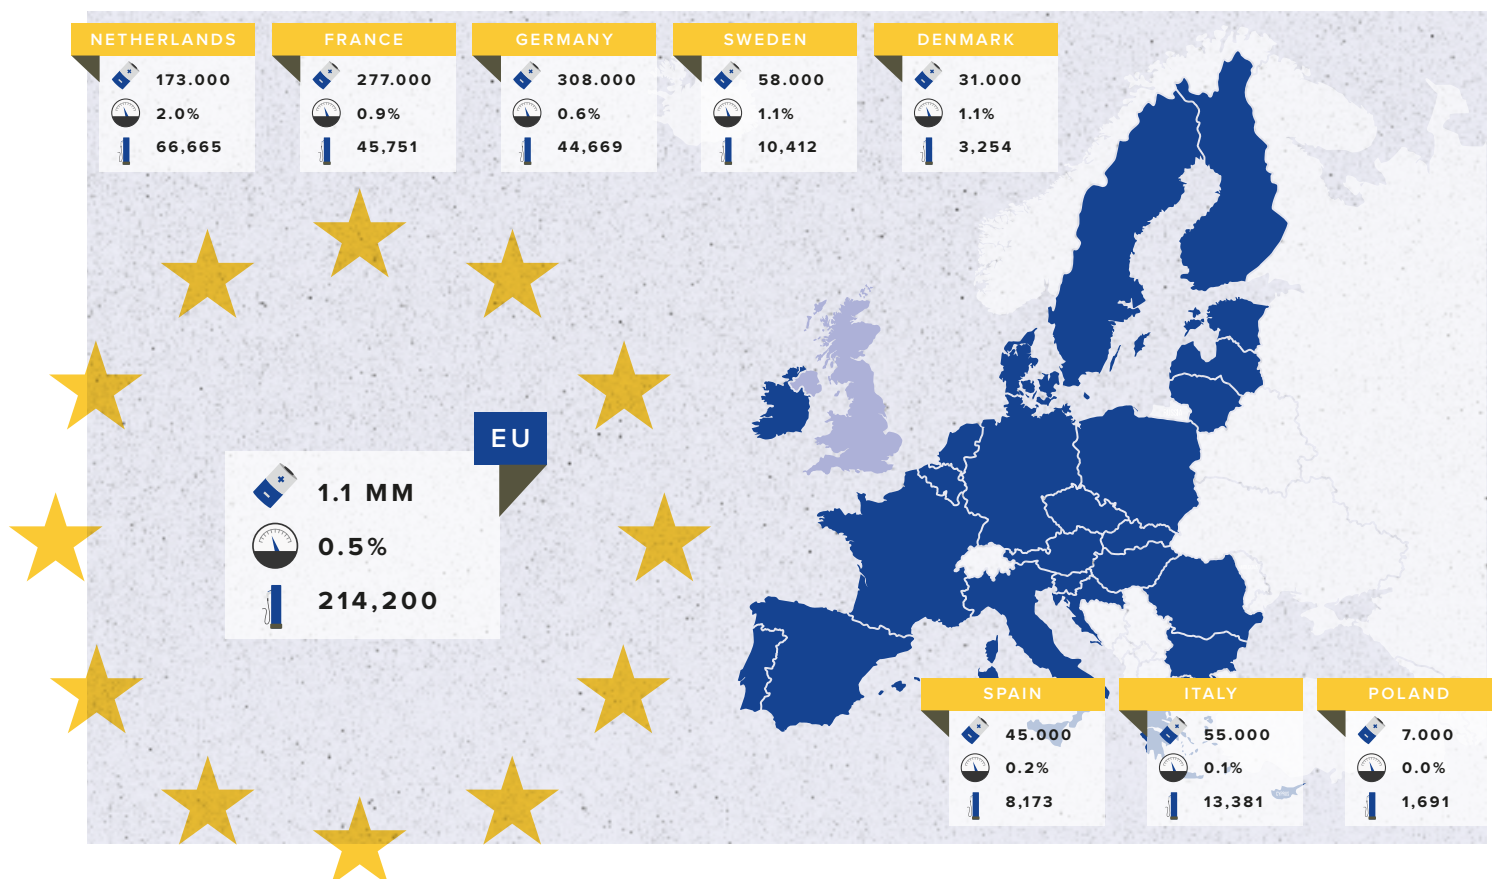 NETHERLANDS
173.000
2.0%
66,665
FRANCE
277.000
0.9%
45,751
GERMANY
308.000
0.6%
44,669
SWEDEN
58.000
1.1%
10,412
DENMARK
31.000
1.1%
3,254
EU
1.1 MM
0.5%
214,200
SPAIN
45.000
0.2%
8,173
ITALY
55.000
0.1%
13,381
POLAND
7.000
0.0%
1,691